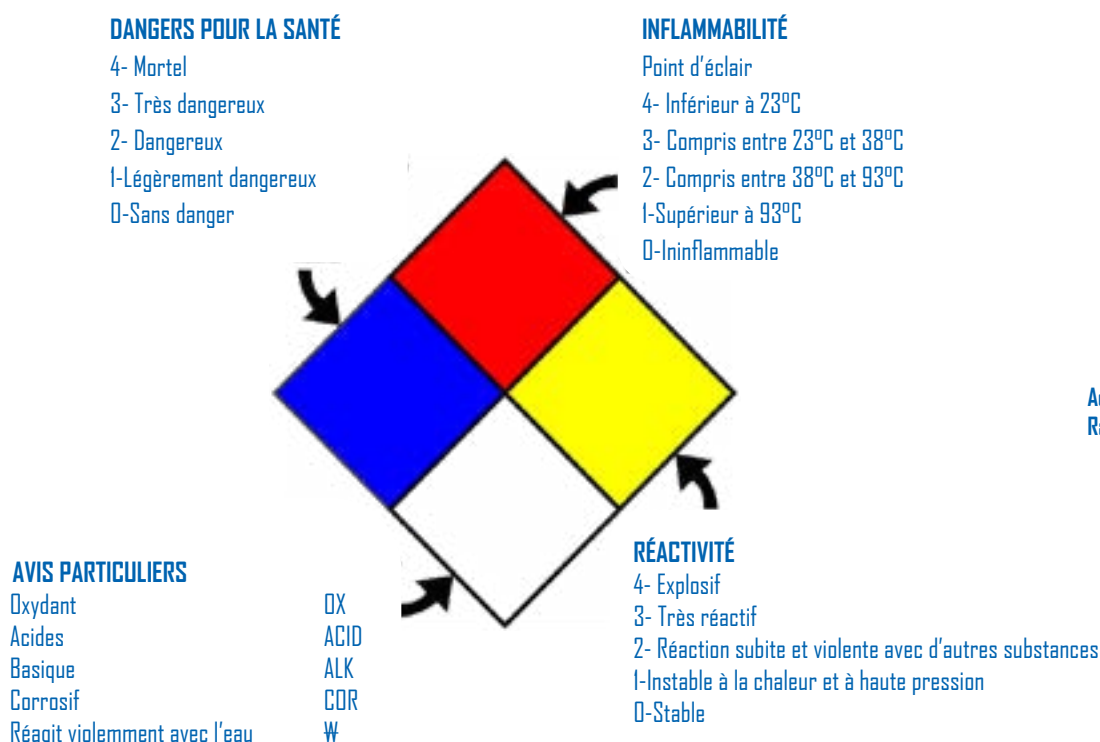 DANGERS POUR LA SANTÉ
4- Mortel
3- Très dangereux
2- Dangereux
1-Légèrement dangereux
0-Sans danger
INFLAMMABILITÉ
Point d'éclair
4- Inférieur à 23ºC
3- Compris entre 23ºC et 38ºC
2- Compris entre 38ºC et 93ºC
1-Supérieur à 93ºC
0-Ininflammable
AVIS PARTICULIERS
Oxydant OX
Acides ACID
Basique ALK
Corrosif COR
Réagit violemment avec l'eau W
RÉACTIVITÉ
4- Explosif
3- Très réactif
2- Réaction subite et violente avec d'autres substances
1-Instable à la chaleur et à haute pression
0-Stable